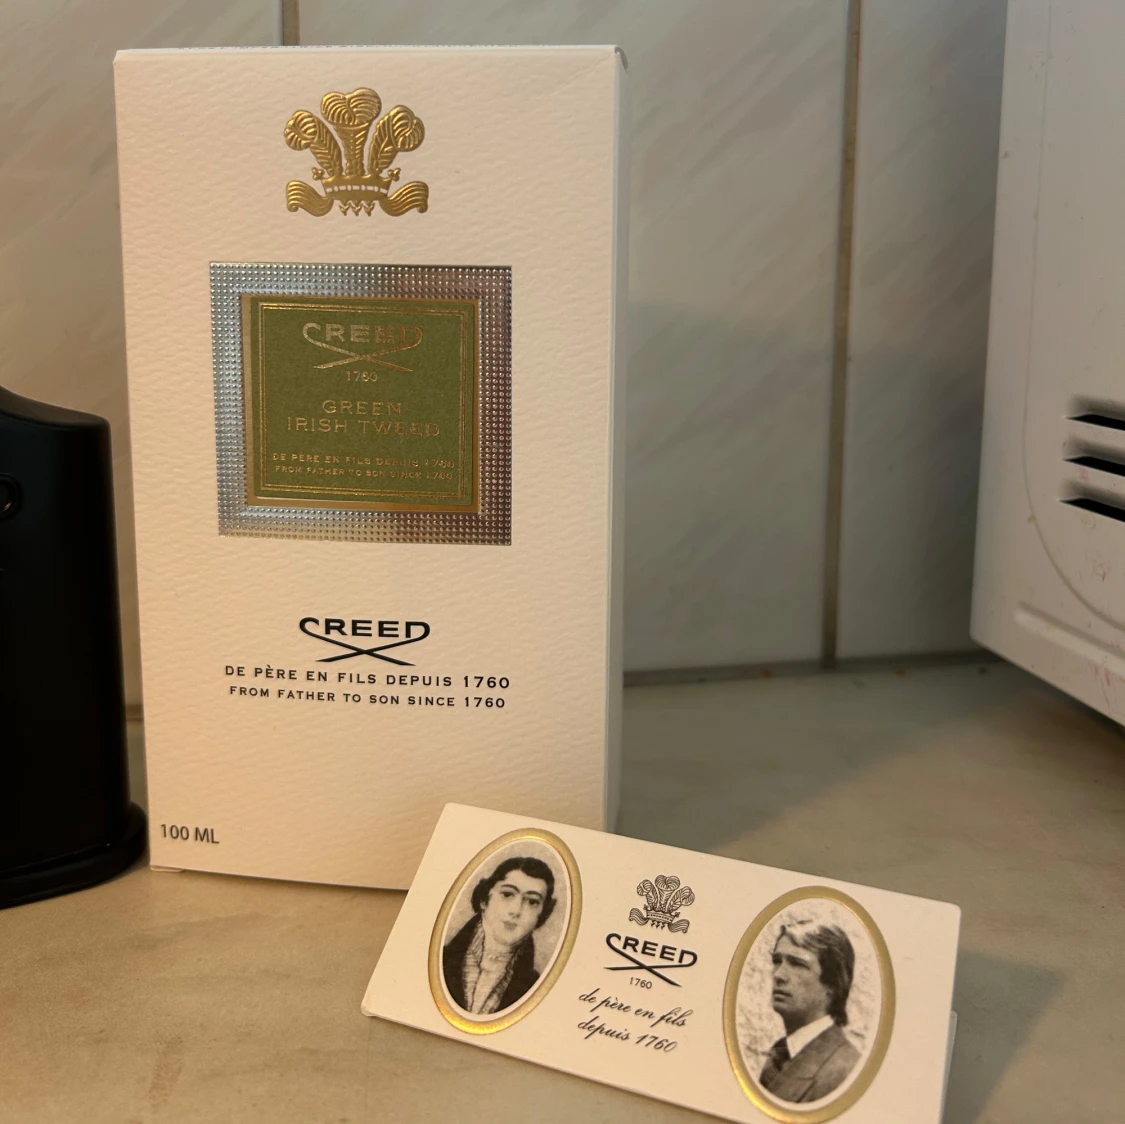 CREED
1760
GREEN
IRISH TWEED
DE PÈRE EN FILS DEPUIS 1760
FROM FATHER TO SON SINCE 1760
CREED
DE PÈRE EN FILS DEPUIS 1760
FROM FATHER TO SON SINCE 1760
100 ML
CREED
1760
de père en fils
depuis 1760